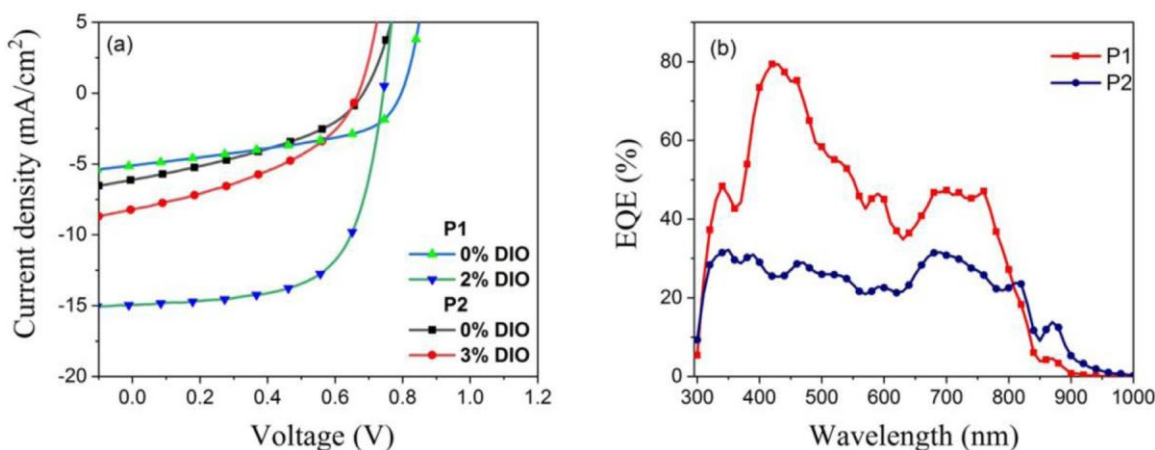 (a)
Current density (mA/cm²)
5
0
-5
-10
-15
-20
P1
0% DIO
2% DIO
P2
0% DIO
3% DIO
0.0 0.2 0.4 0.6 0.8 1.0 1.2
Voltage (V)
(b)
EQE (%)
80
60
40
20
0
P1
P2
300 400 500 600 700 800 900 1000
Wavelength (nm)